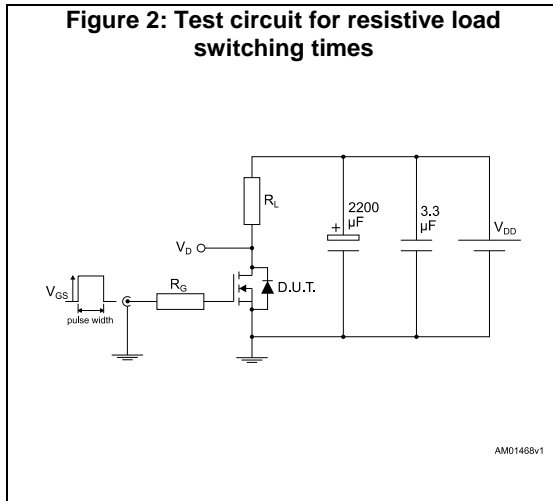 Figure 2: Test circuit for resistive load
switching times
RL
2200
μF
+
3.3
μF
VDD
VD
VGS
pulse width
RG
D.U.T.
AM01468v1